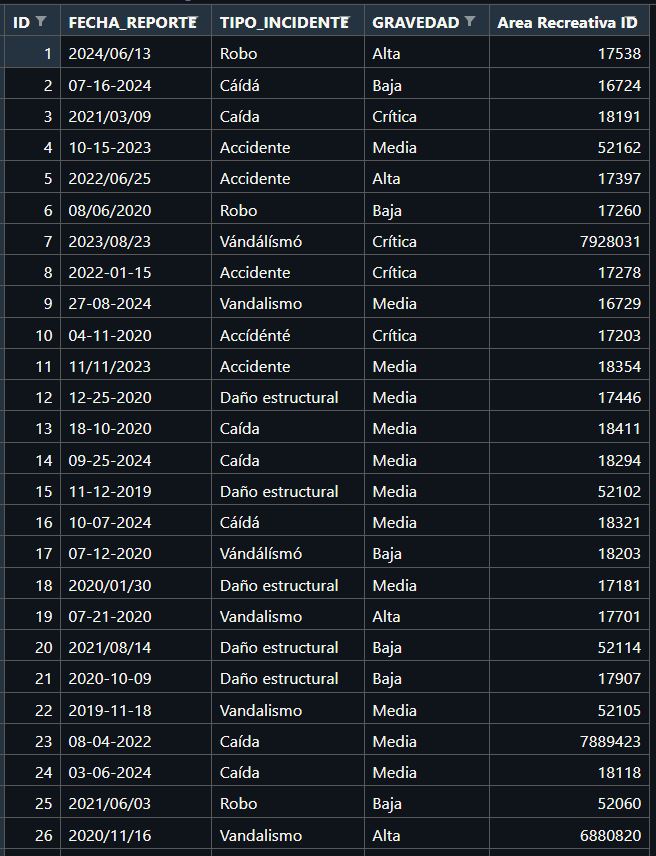 ID FECHA_REPORTE TIPO_INCIDENTE GRAVEDAD Area Recreativa ID
1 2024/06/13 Robo Alta 17538
2 07-16-2024 Cáídá Baja 16724
3 2021/03/09 Caída Crítica 18191
4 10-15-2023 Accidente Media 52162
5 2022/06/25 Accidente Alta 17397
6 08/06/2020 Robo Baja 17260
7 2023/08/23 Vándálísmó Crítica 7928031
8 2022-01-15 Accidente Crítica 17278
9 27-08-2024 Vandalismo Media 16729
10 04-11-2020 Accídénté Crítica 17203
11 11/11/2023 Accidente Media 18354
12 12-25-2020 Daño estructural Media 17446
13 18-10-2020 Caída Media 18411
14 09-25-2024 Caída Media 18294
15 11-12-2019 Daño estructural Media 52102
16 10-07-2024 Cáídá Media 18321
17 07-12-2020 Vándálísmó Baja 18203
18 2020/01/30 Daño estructural Media 17181
19 07-21-2020 Vandalismo Alta 17701
20 2021/08/14 Daño estructural Baja 52114
21 2020-10-09 Daño estructural Baja 17907
22 2019-11-18 Vandalismo Media 52105
23 08-04-2022 Caída Media 7889423
24 03-06-2024 Caída Media 18118
25 2021/06/03 Robo Baja 52060
26 2020/11/16 Vandalismo Alta 6880820